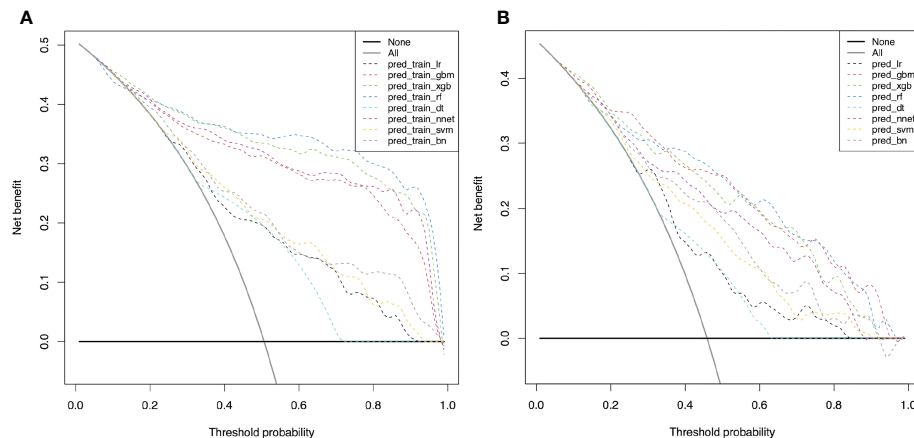 A
B
None
All
pred_train_lr
pred_train_gbm
pred_train_xgb
pred_train_rf
pred_train_dt
pred_train_nnet
pred_train_svm
pred_train_bn
0.5
0.4
0.3
0.2
0.1
0.0
Net benefit
0.0 0.2 0.4 0.6 0.8 1.0
Threshold probability
None
All
pred_lr
pred_gbm
pred_xgb
pred_rf
pred_dt
pred_nnet
pred_svm
pred_bn
0.4
0.3
0.2
0.1
0.0
Net benefit
0.0 0.2 0.4 0.6 0.8 1.0
Threshold probability